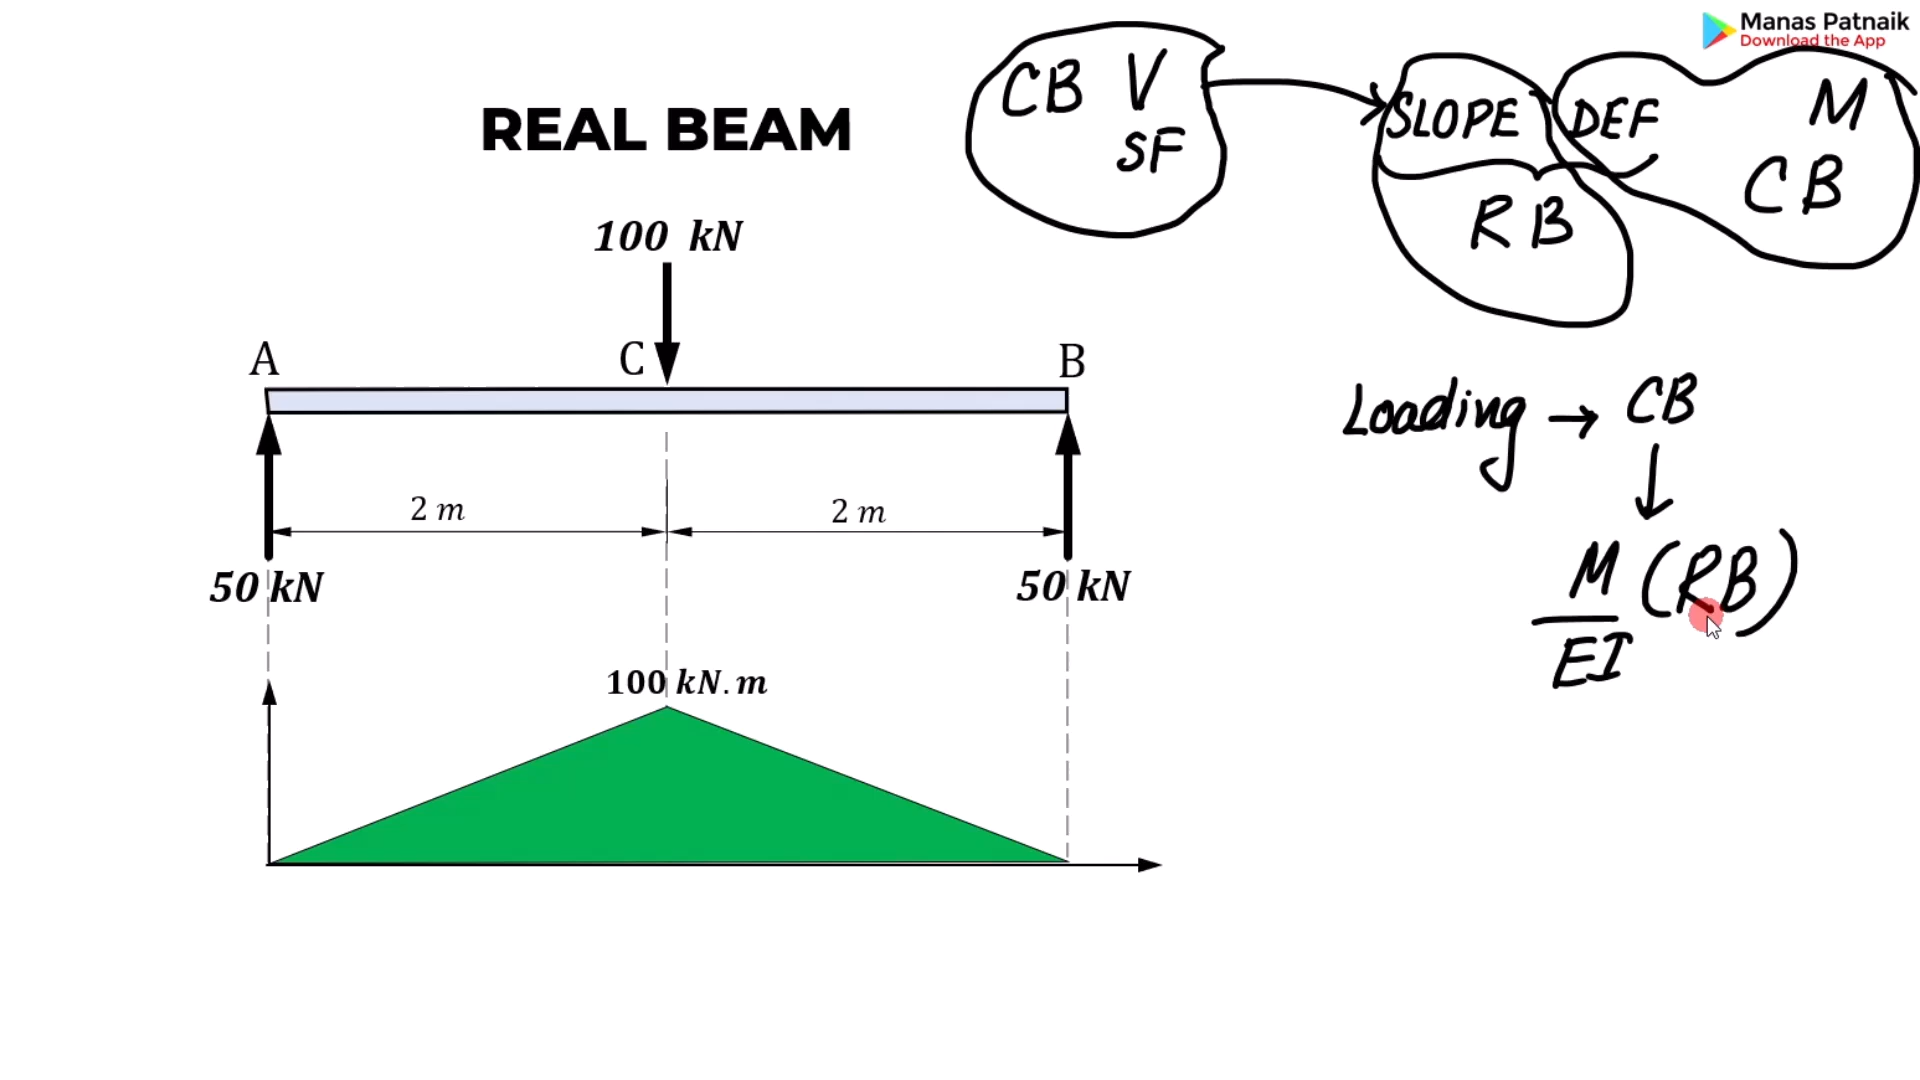 Manas Patnaik
Download the App
CB V
SF
SLOPE DEF M
CB
RB
REAL BEAM
100 kN
A C B
Loading → CB
↓
2 m 2 m
50 kN 50 kN
M (RB)
EI
100 kN.m